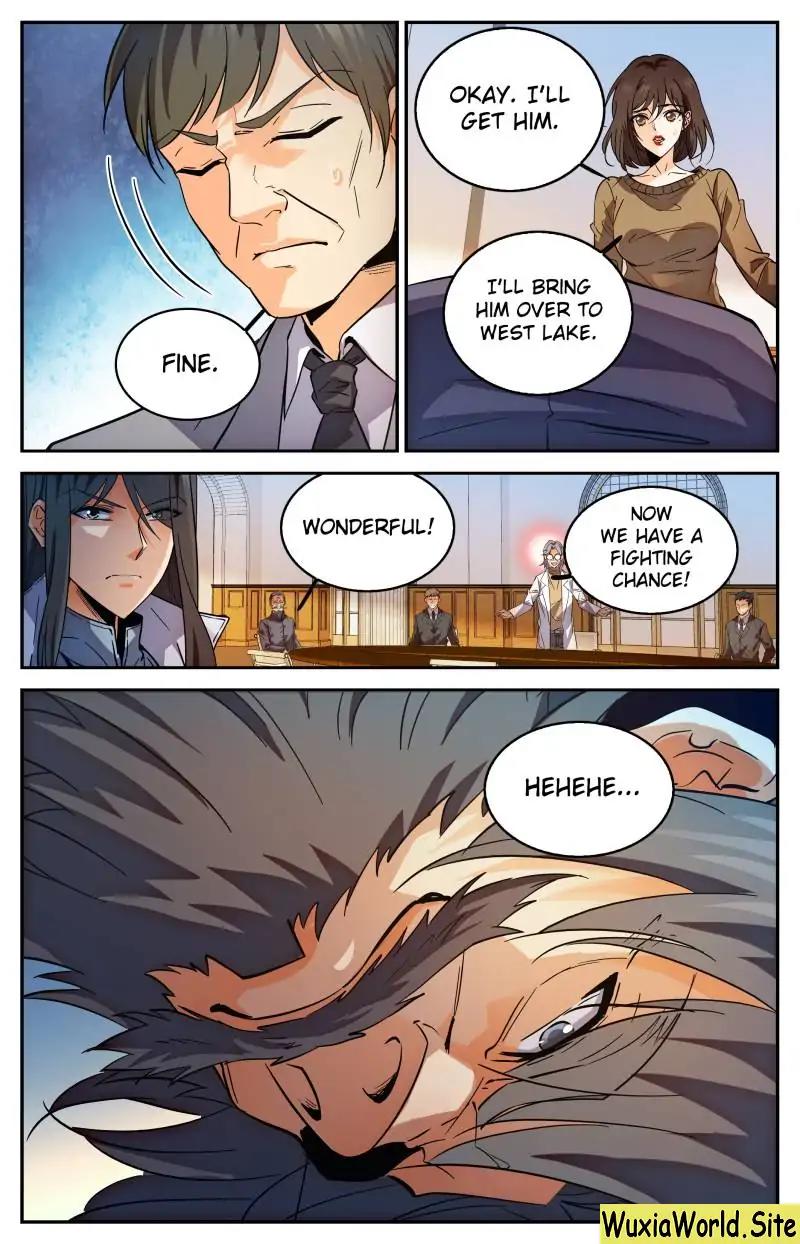 FINE.
OKAY. I'LL
GET HIM.
I'LL BRING
HIM OVER TO
WEST LAKE.
WONDERFUL!
NOW
WE HAVE A
FIGHTING
CHANCE!
HEHEHE...
WuxiaWorld.Site